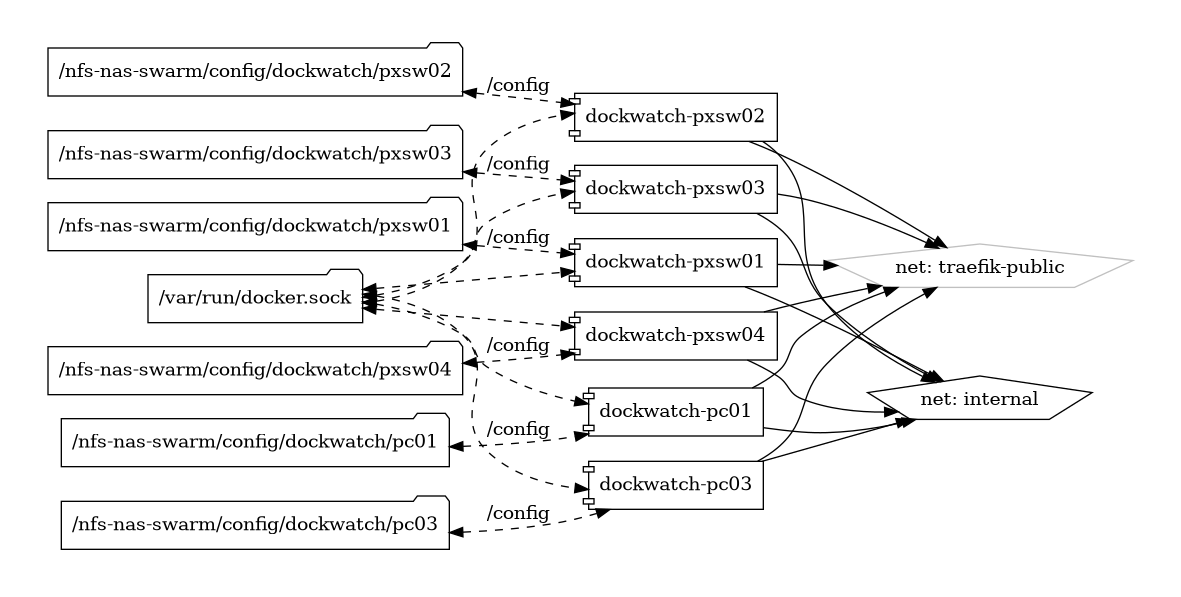 /nfs-nas-swarm/config/dockwatch/pxsw02
/config
dockwatch-pxsw02
/nfs-nas-swarm/config/dockwatch/pxsw03
/config
dockwatch-pxsw03
/nfs-nas-swarm/config/dockwatch/pxsw01
/config
dockwatch-pxsw01
net: traefik-public
/var/run/docker.sock
dockwatch-pxsw04
/config
/nfs-nas-swarm/config/dockwatch/pxsw04
net: internal
dockwatch-pc01
/config
/nfs-nas-swarm/config/dockwatch/pc01
dockwatch-pc03
/config
/nfs-nas-swarm/config/dockwatch/pc03